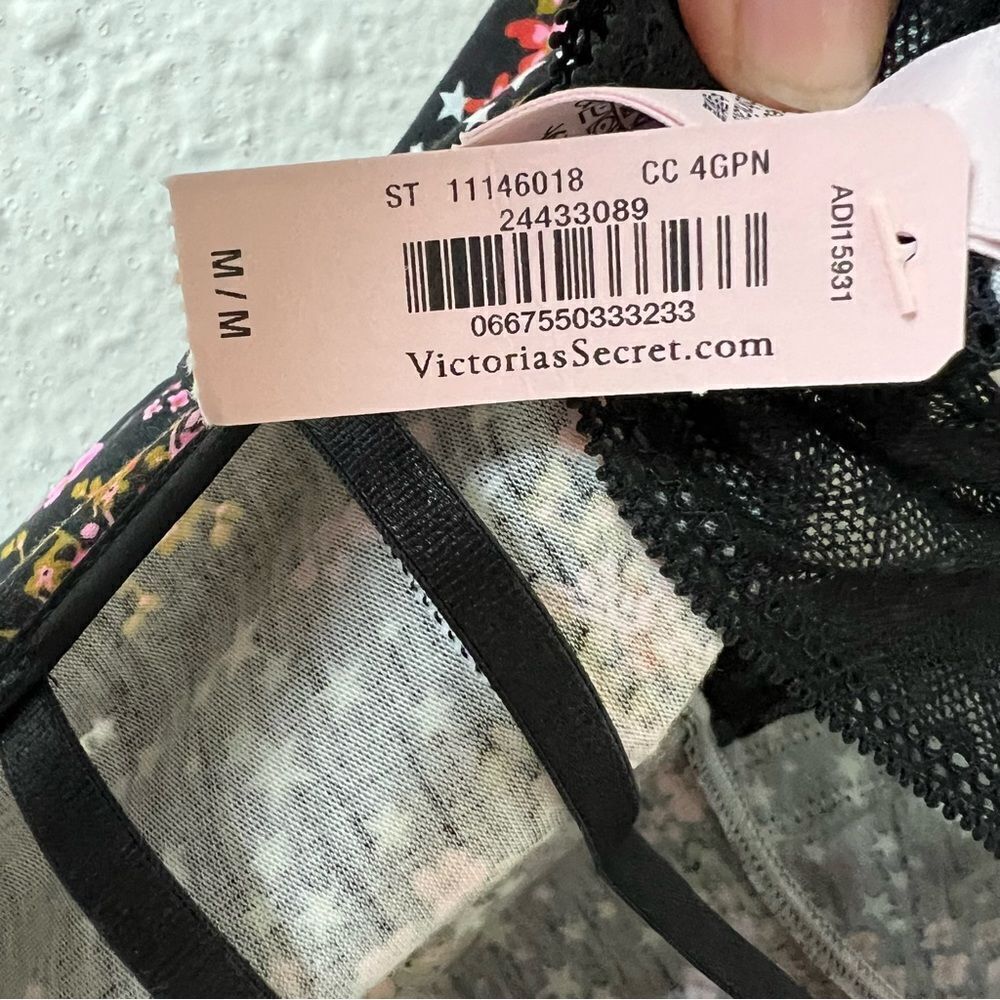 ST 11146018 CC 4GPN
24433089
0667550333233
VictoriasSecret.com
M / M
ADI15931